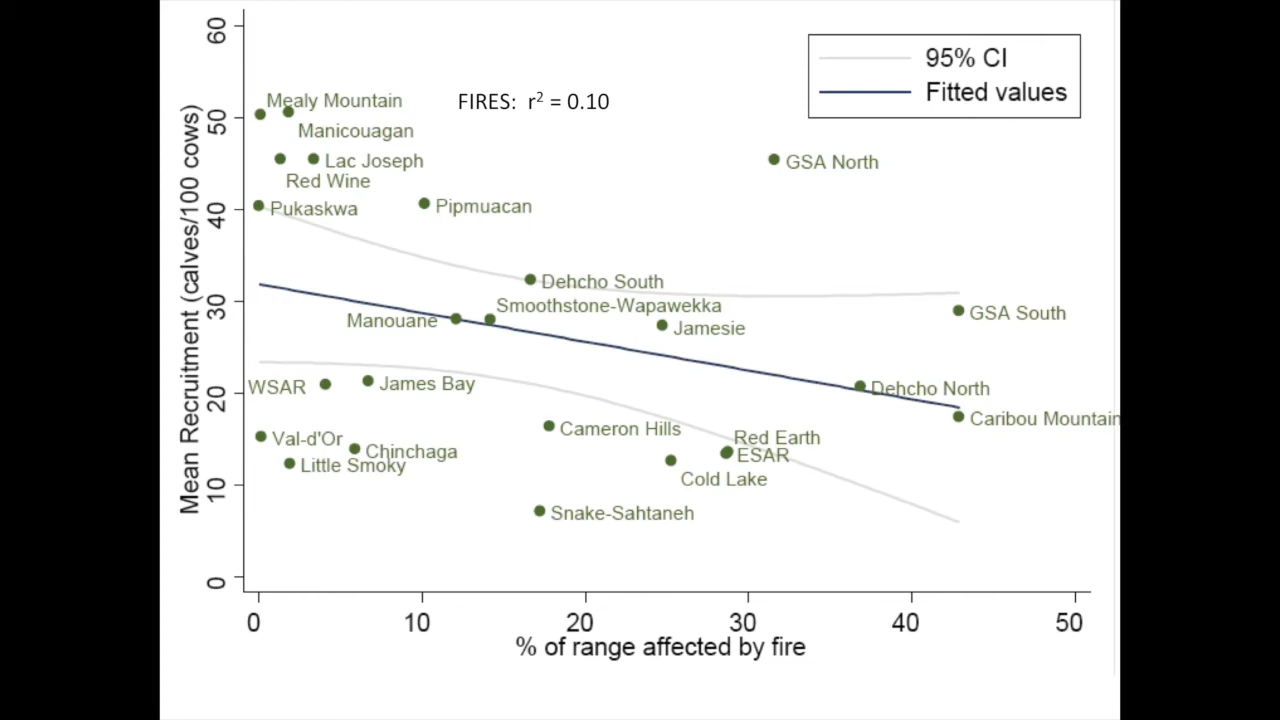 60
50
40
30
20
10
0
Mean Recruitment (calves/100 cows)
95% CI
Fitted values
FIRES: r² = 0.10
Mealy Mountain
Manicouagan
Lac Joseph
Red Wine
GSA North
Pukaskwa
Pipmuacan
Dehcho South
Smoothstone-Wapawekka
Manouane
Jamesie
GSA South
WSAR
James Bay
Dehcho North
Caribou Mountain
Val-d'Or
Chinchaga
Little Smoky
Cameron Hills
Red Earth
ESAR
Cold Lake
Snake-Sahtaneh
0 10 20 30 40 50
% of range affected by fire